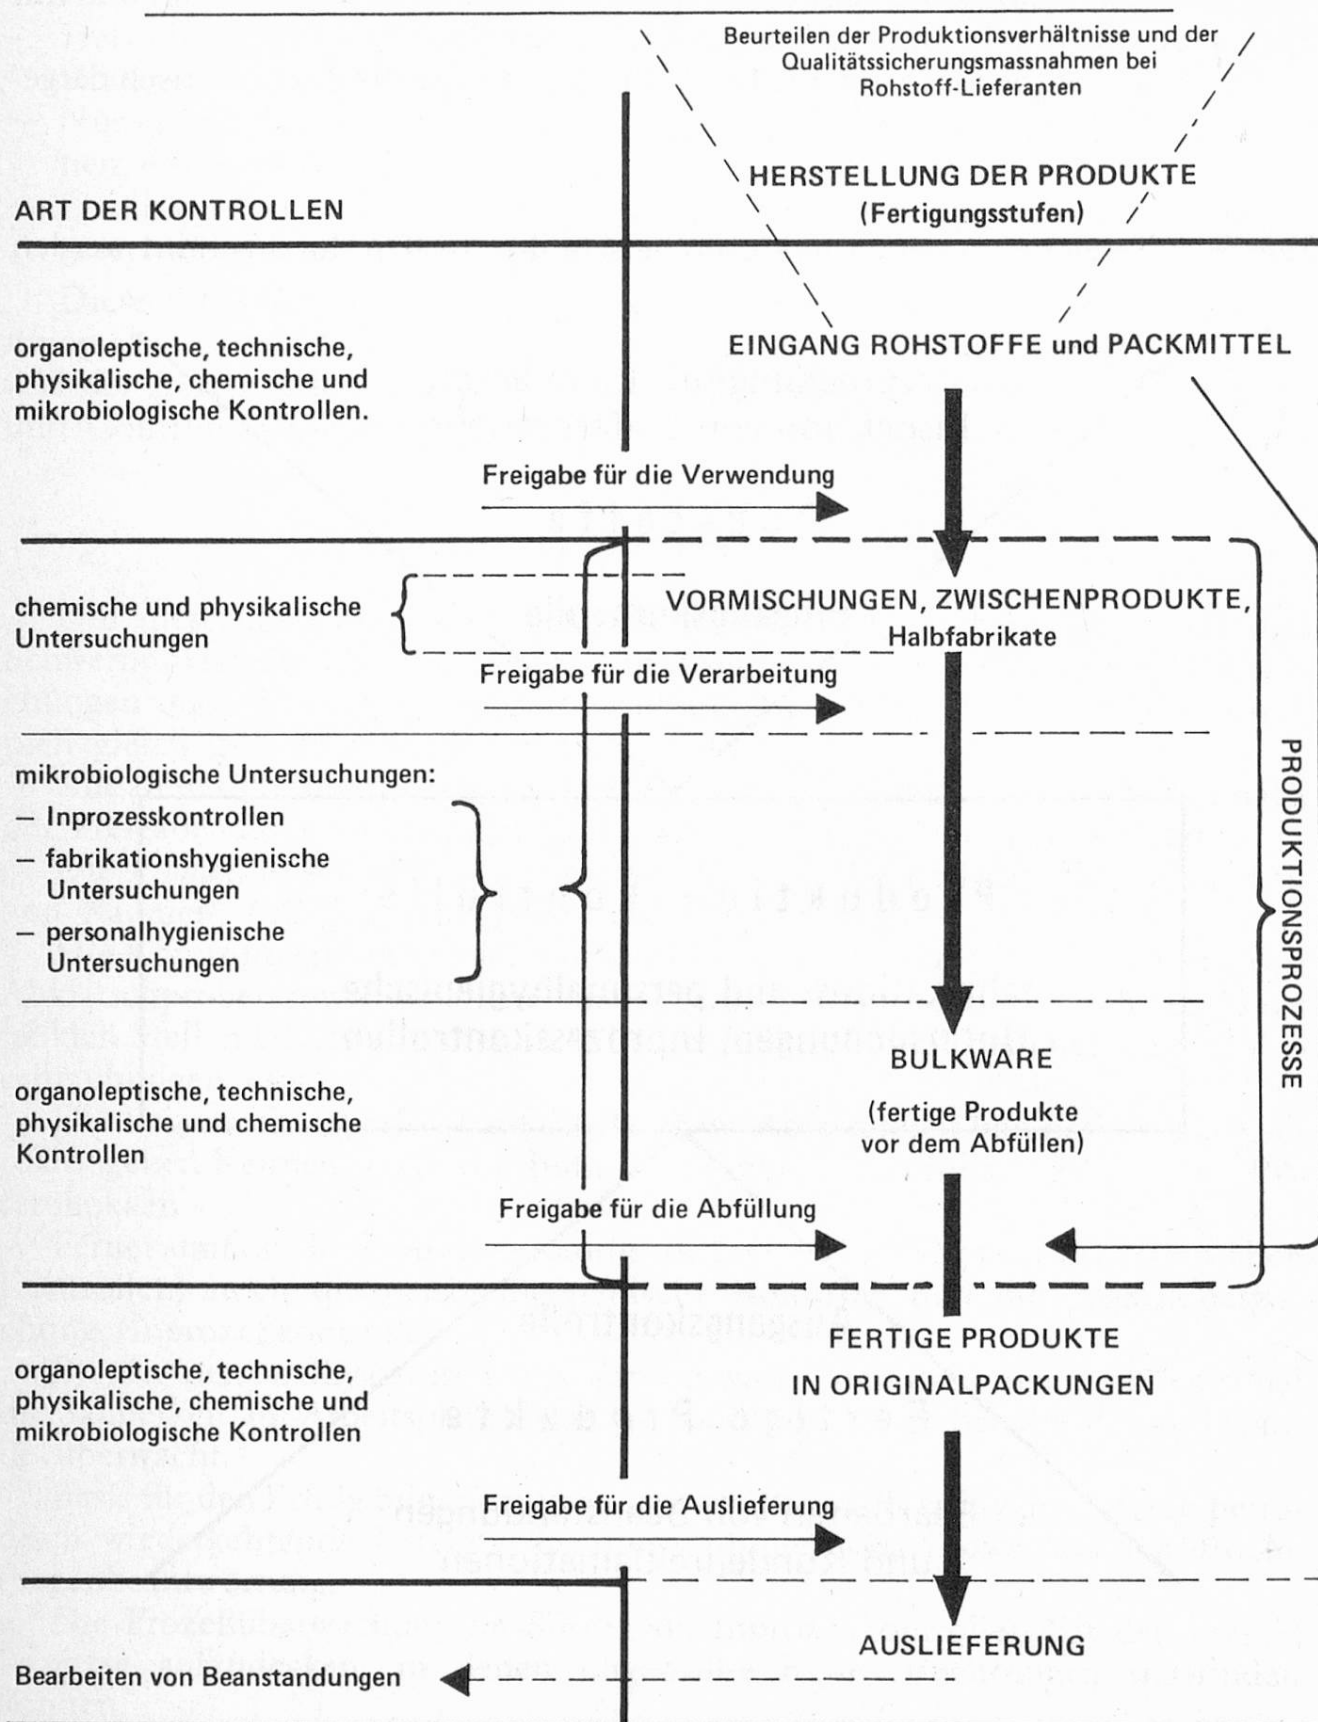 Beurteilen der Produktionsverhältnisse und der
Qualitätssicherungsmassnahmen bei
Rohstoff-Lieferanten
HERSTELLUNG DER PRODUKTE
(Fertigungsstufen)
ART DER KONTROLLEN
EINGANG ROHSTOFFE und PACKMITTEL
organoleptische, technische,
physikalische, chemische und
mikrobiologische Kontrollen.
Freigabe für die Verwendung
chemische und physikalische
Untersuchungen
VORMISCHUNGEN, ZWISCHENPRODUKTE,
Halbfabrikate
Freigabe für die Verarbeitung
PRODUKTIONSPROZESSE
mikrobiologische Untersuchungen:
– Inprozesskontrollen
– fabrikationshygienische
Untersuchungen
– personalhygienische
Untersuchungen
BULKWARE
(fertige Produkte
vor dem Abfüllen)
organoleptische, technische,
physikalische und chemische
Kontrollen
Freigabe für die Abfüllung
FERTIGE PRODUKTE
IN ORIGINALPACKUNGEN
organoleptische, technische,
physikalische, chemische und
mikrobiologische Kontrollen
Freigabe für die Auslieferung
AUSLIEFERUNG
Bearbeiten von Beanstandungen